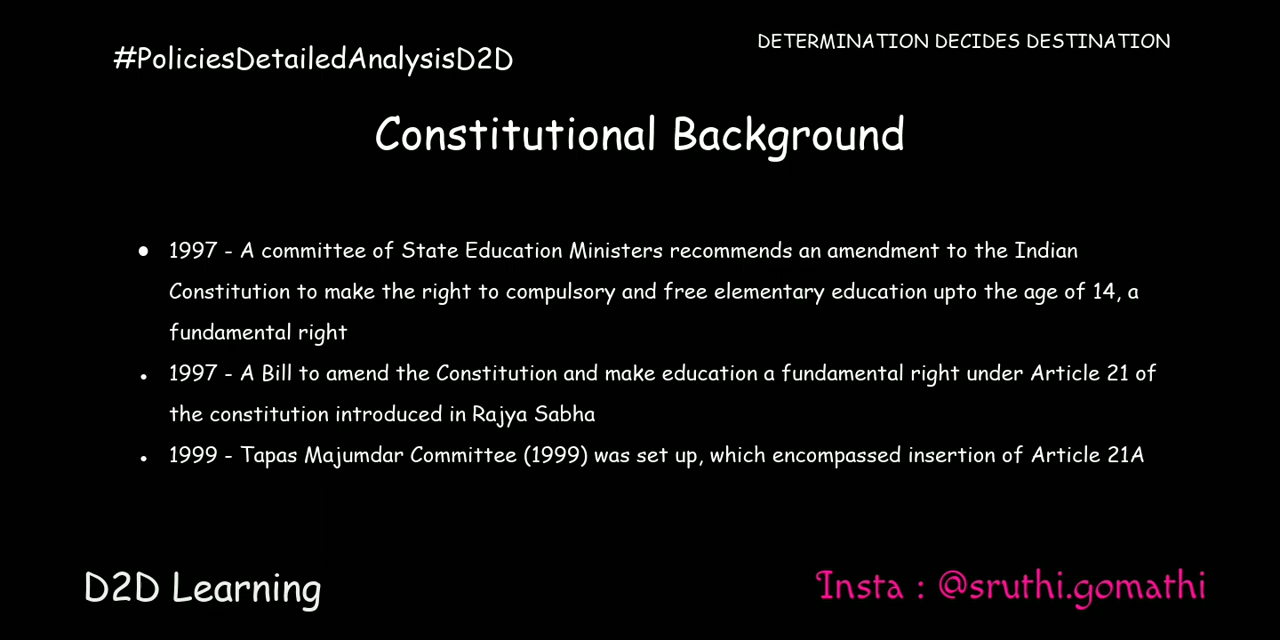 #PoliciesDetailedAnalysisD2D
DETERMINATION DECIDES DESTINATION
Constitutional Background
• 1997 - A committee of State Education Ministers recommends an amendment to the Indian
Constitution to make the right to compulsory and free elementary education upto the age of 14, a
fundamental right
• 1997 - A Bill to amend the Constitution and make education a fundamental right under Article 21 of
the constitution introduced in Rajya Sabha
• 1999 - Tapas Majumdar Committee (1999) was set up, which encompassed insertion of Article 21A
D2D Learning
Insta : @sruthi.gomathi